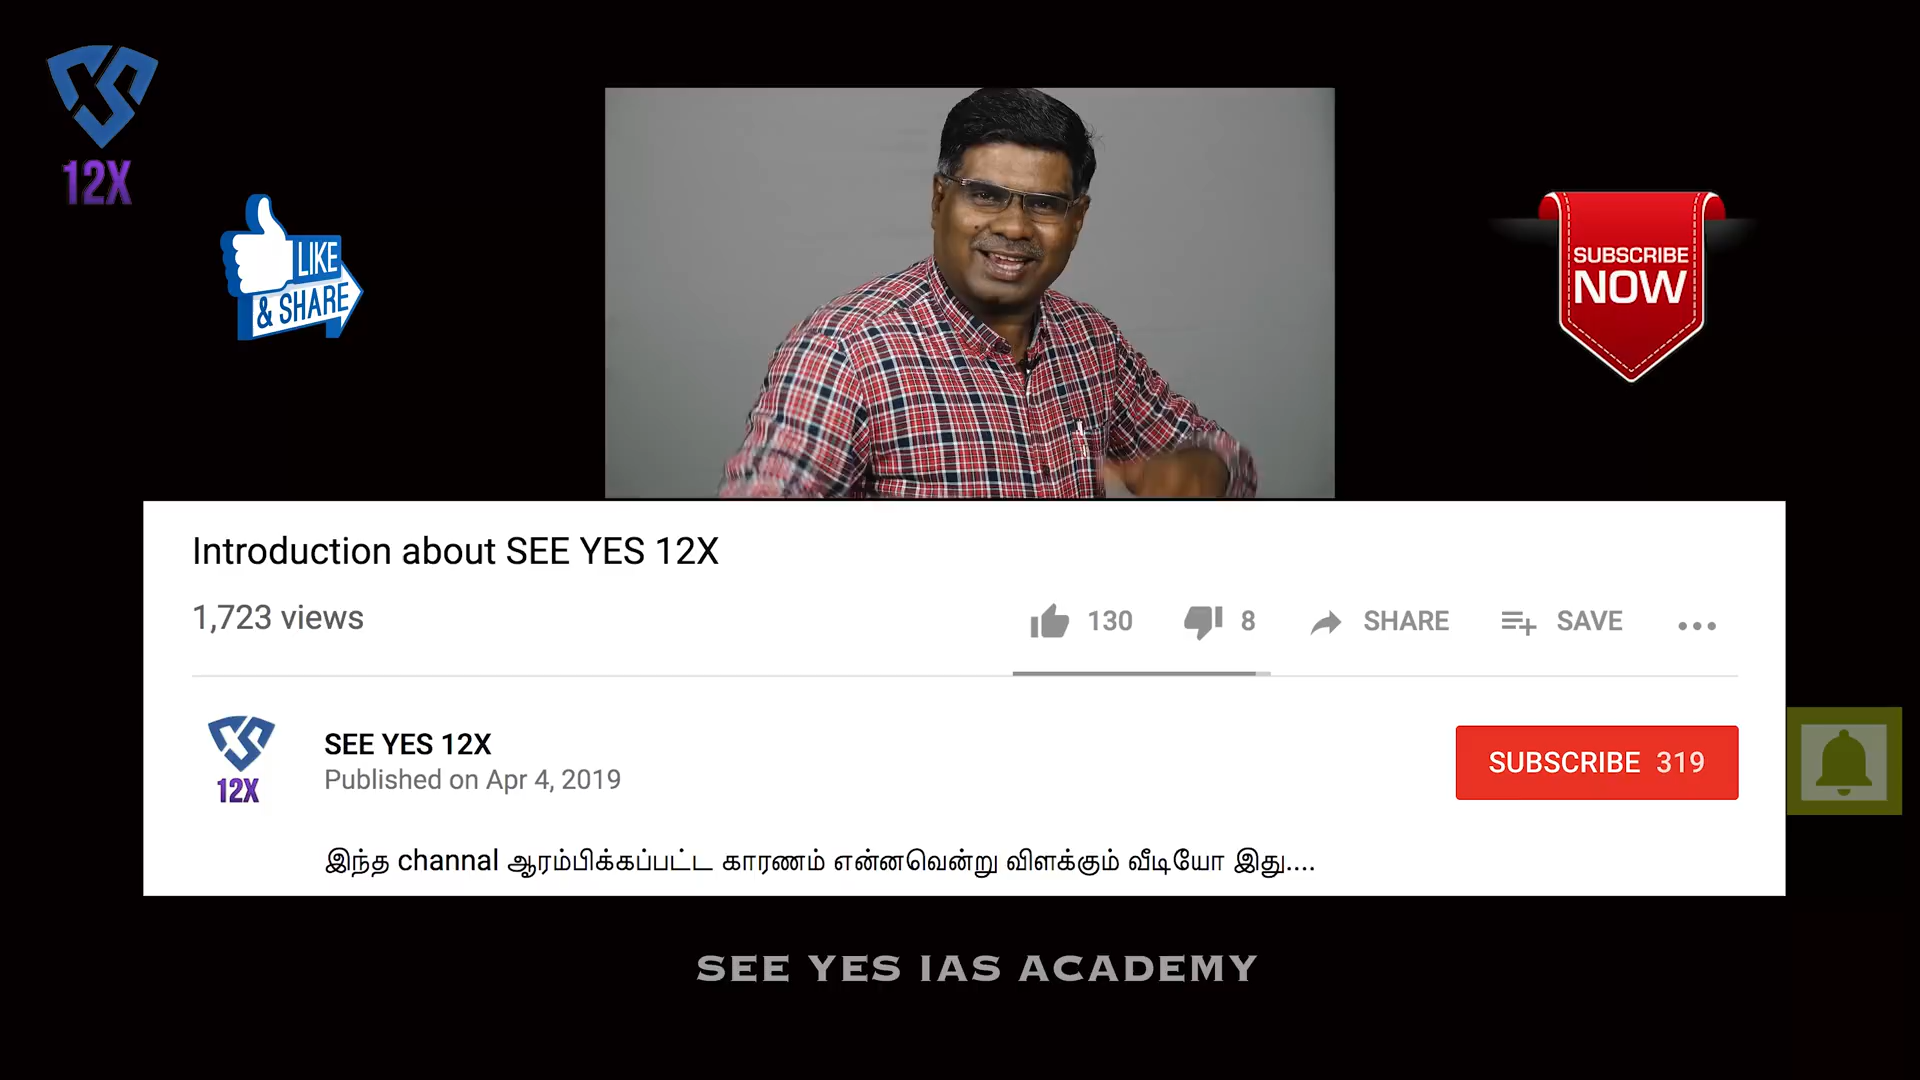 12X
LIKE
& SHARE
SUBSCRIBE
NOW
Introduction about SEE YES 12X
1,723 views
130 8 SHARE SAVE
SEE YES 12X
Published on Apr 4, 2019
12X
SUBSCRIBE 319
இந்த channal ஆரம்பிக்கப்பட்ட காரணம் என்னவென்று விளக்கும் வீடியோ இது....
SEE YES IAS ACADEMY